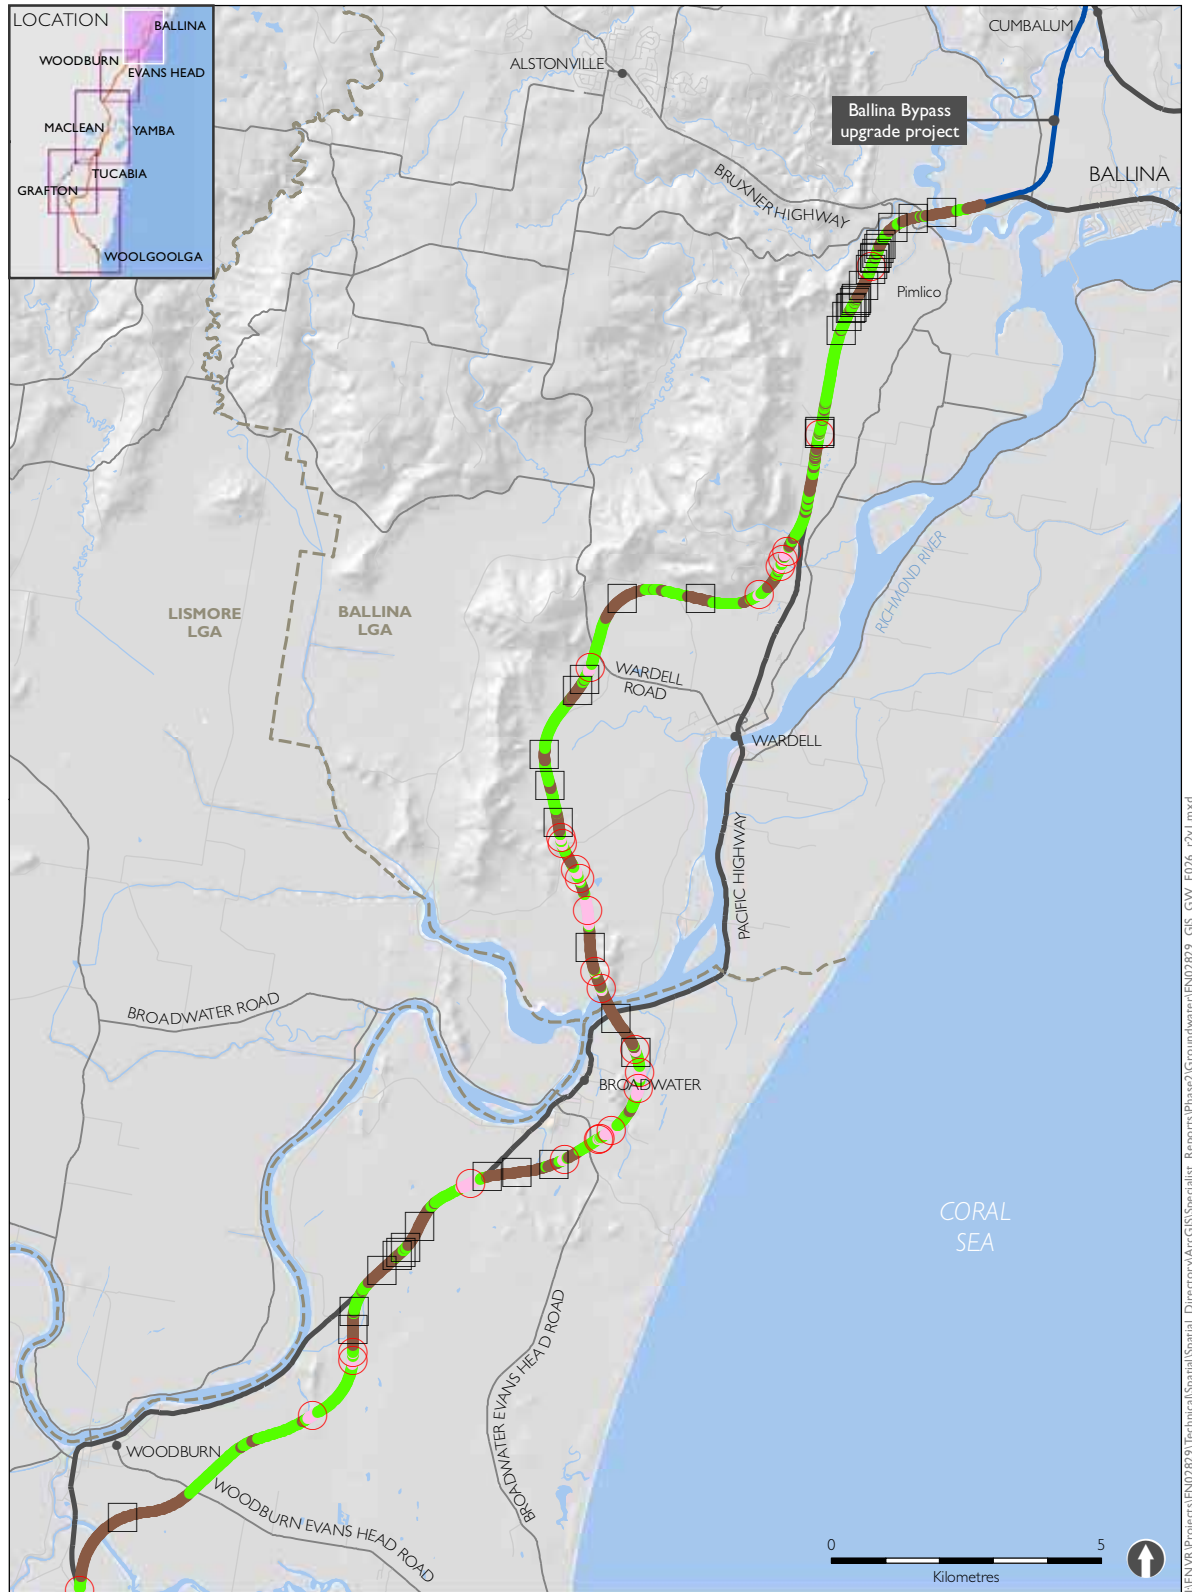 LOCATION
BALLINA
WOODBURN
EVANS HEAD
MACLEAN
YAMBA
TUCABIA
GRAFTON
WOOLGOOLGA
CUMBALUM
ALSTONVILLE
Ballina Bypass
upgrade project
BALLINA
BRUXNER HIGHWAY
Pimlico
RICHMOND RIVER
LISMORE
LGA
BALLINA
LGA
WARDELL
ROAD
WARDELL
PACIFIC HIGHWAY
BROADWATER ROAD
BROADWATER
CORAL
SEA
BROADWATER EVANS HEAD ROAD
WOODBURN
WOODBURN EVANS HEAD ROAD
0
5
Kilometres